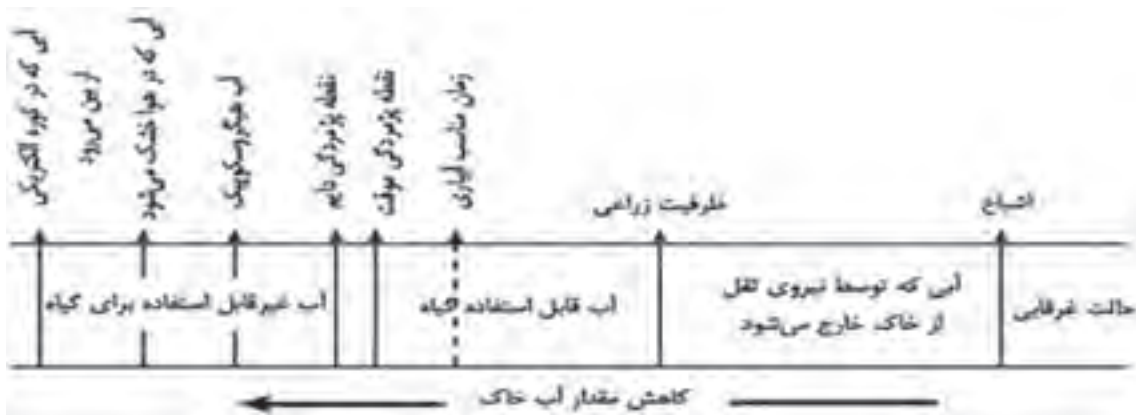 اشباع
ظرفیت زراعی
زمان مناسب آبیاری
نقطه پژمردگی موقت
نقطه پژمردگی دایم
آب هیگروسکوپیک
آبی که در هوا خشک می‌شود
آبی که در کوره الکتریکی
از بین می‌رود
حالت غرقابی
آبی که توسط نیروی ثقل
از خاک خارج می‌شود
آب قابل استفاده گیاه
آب غیرقابل استفاده برای گیاه
کاهش مقدار آب خاک